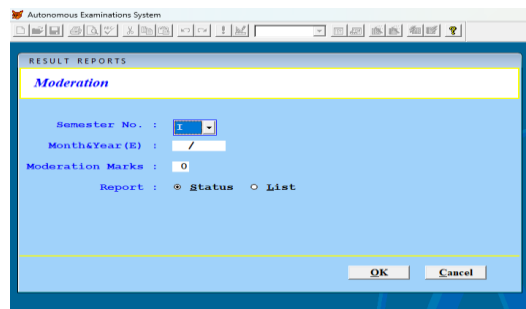 Autonomous Examinations System
RESULT REPORTS
Moderation
Semester No. : I
Month&Year(E) : /
Moderation Marks : 0
Report : Status List
OK Cancel